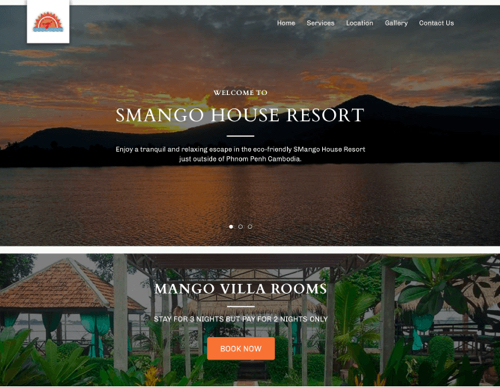 Home Services Location Gallery Contact Us
WELCOME TO
SMANGO HOUSE RESORT
Enjoy a tranquil and relaxing escape in the eco-friendly SMango House Resort
just outside of Phnom Penh Cambodia.
MANGO VILLA ROOMS
STAY FOR 3 NIGHTS BUT PAY FOR 2 NIGHTS ONLY
BOOK NOW